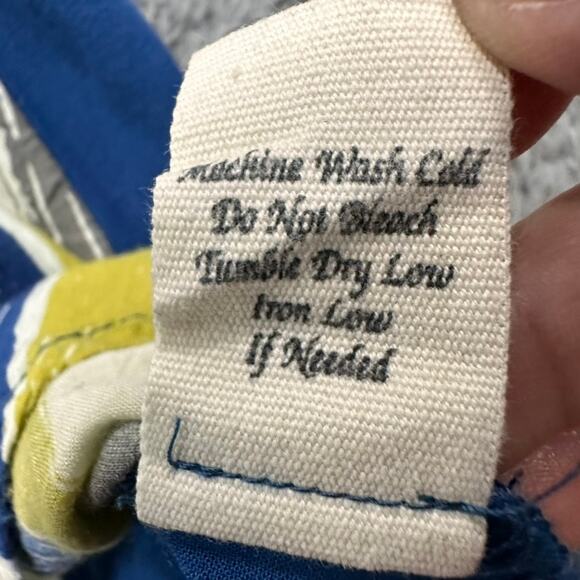 Machine Wash Cold
Do Not Bleach
Tumble Dry Low
Iron Low
If Needed